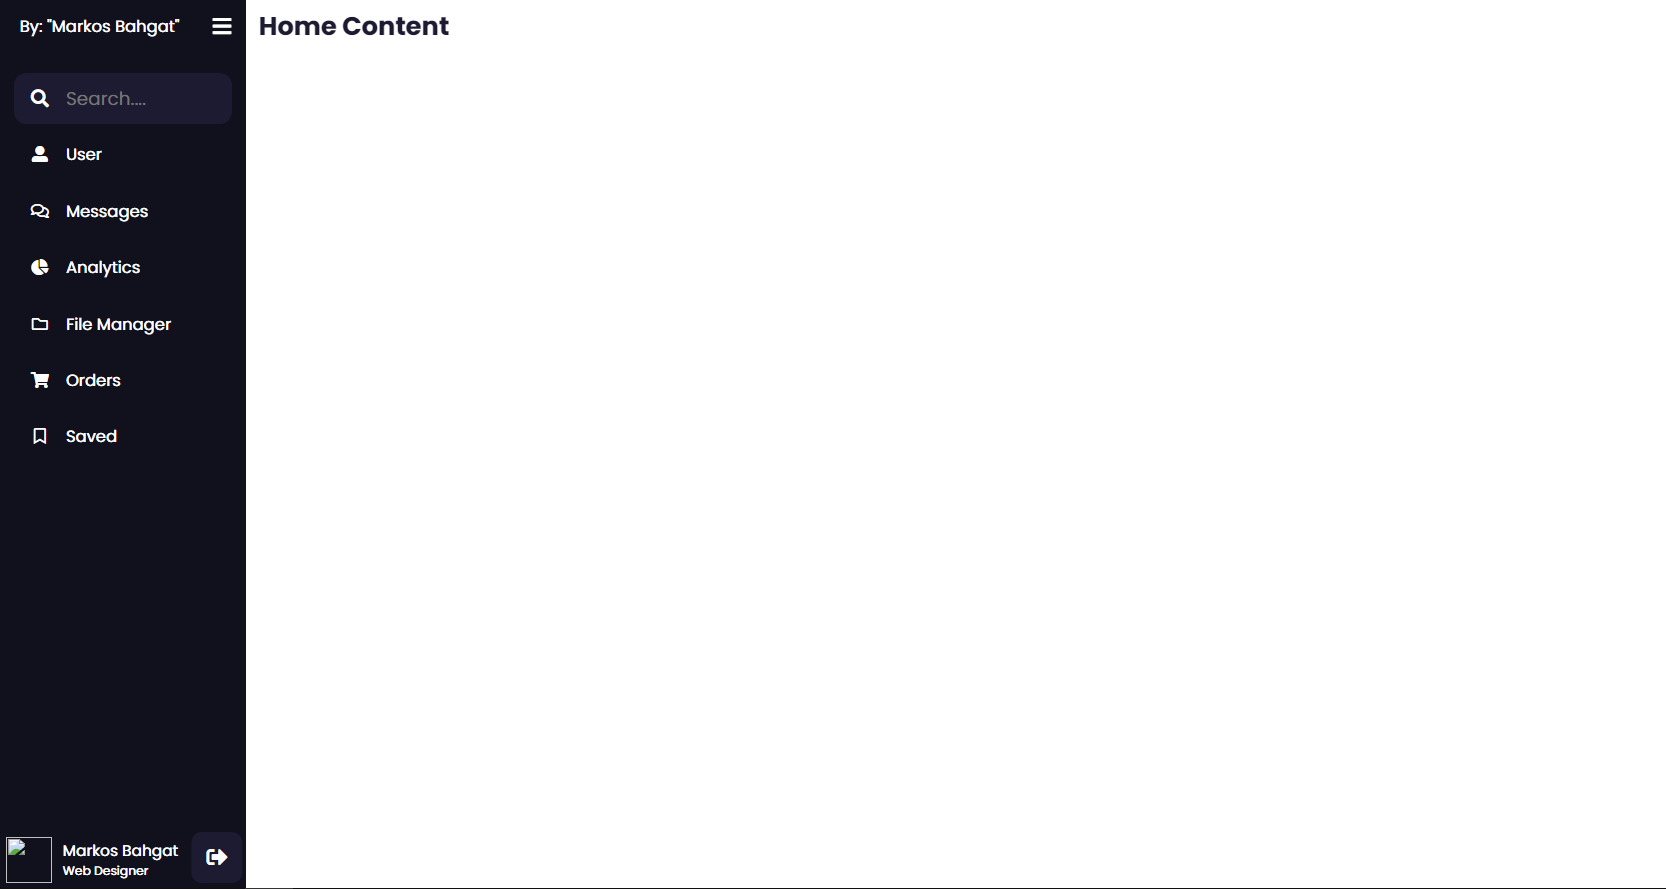 By: "Markos Bahgat"
Home Content
Search....
User
Messages
Analytics
File Manager
Orders
Saved
Markos Bahgat
Web Designer